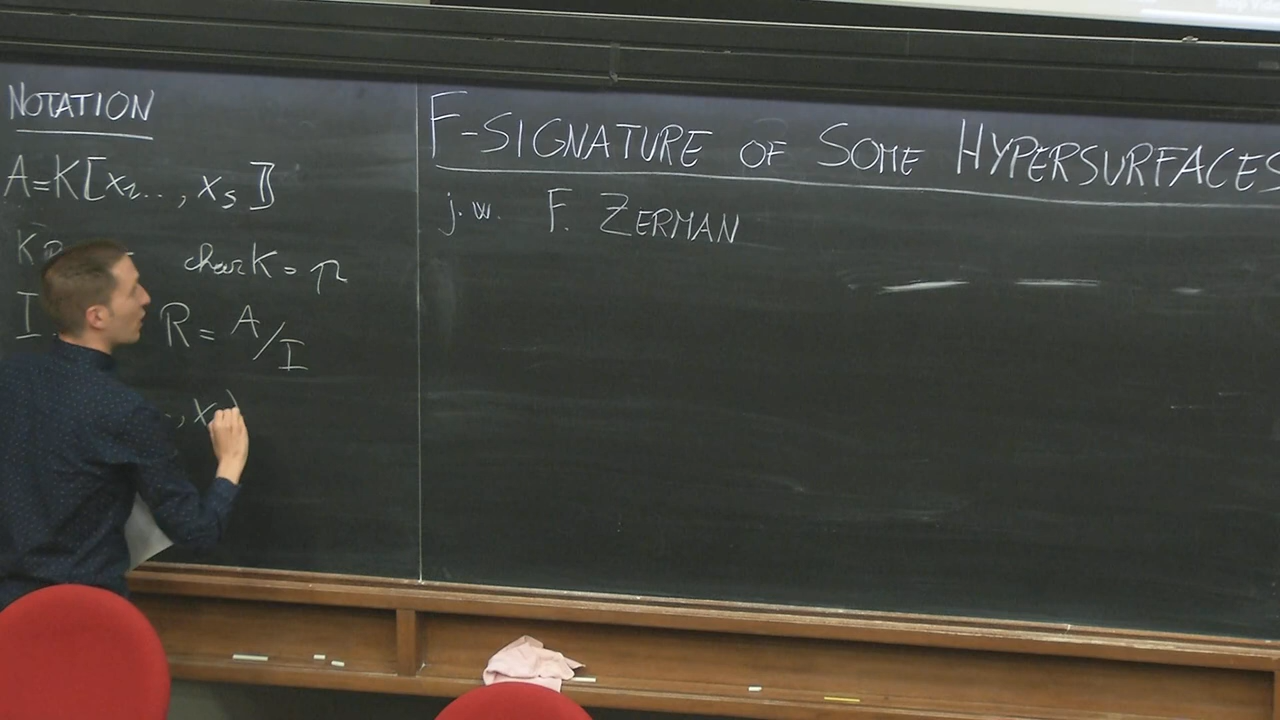 NOTATION
A=K⟦x₁..., xₛ⟧
K char K = p
I R = A/I
., x )
F-SIGNATURE OF SOME HYPERSURFACES
j.w. F. ZERMAN